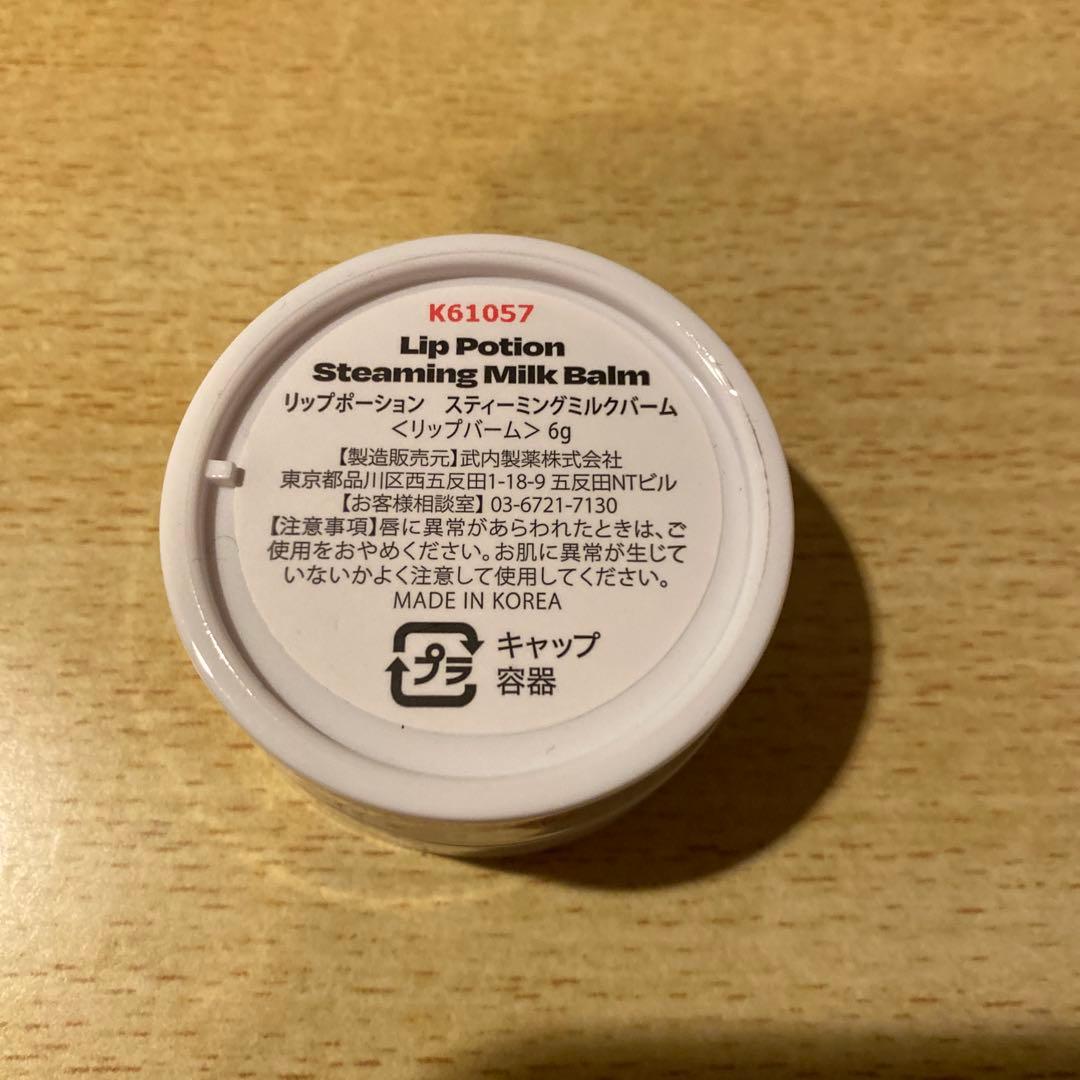 K61057
Lip Potion
Steaming Milk Balm
リップポーション　スティーミングミルクバーム
＜リップバーム＞ 6g
【製造販売元】武内製薬株式会社
東京都品川区西五反田1-18-9 五反田NTビル
【お客様相談室】 03-6721-7130
【注意事項】唇に異常があらわれたときは、ご
使用をおやめください。お肌に異常が生じて
いないかよく注意して使用してください。
MADE IN KOREA
プラ キャップ
容器